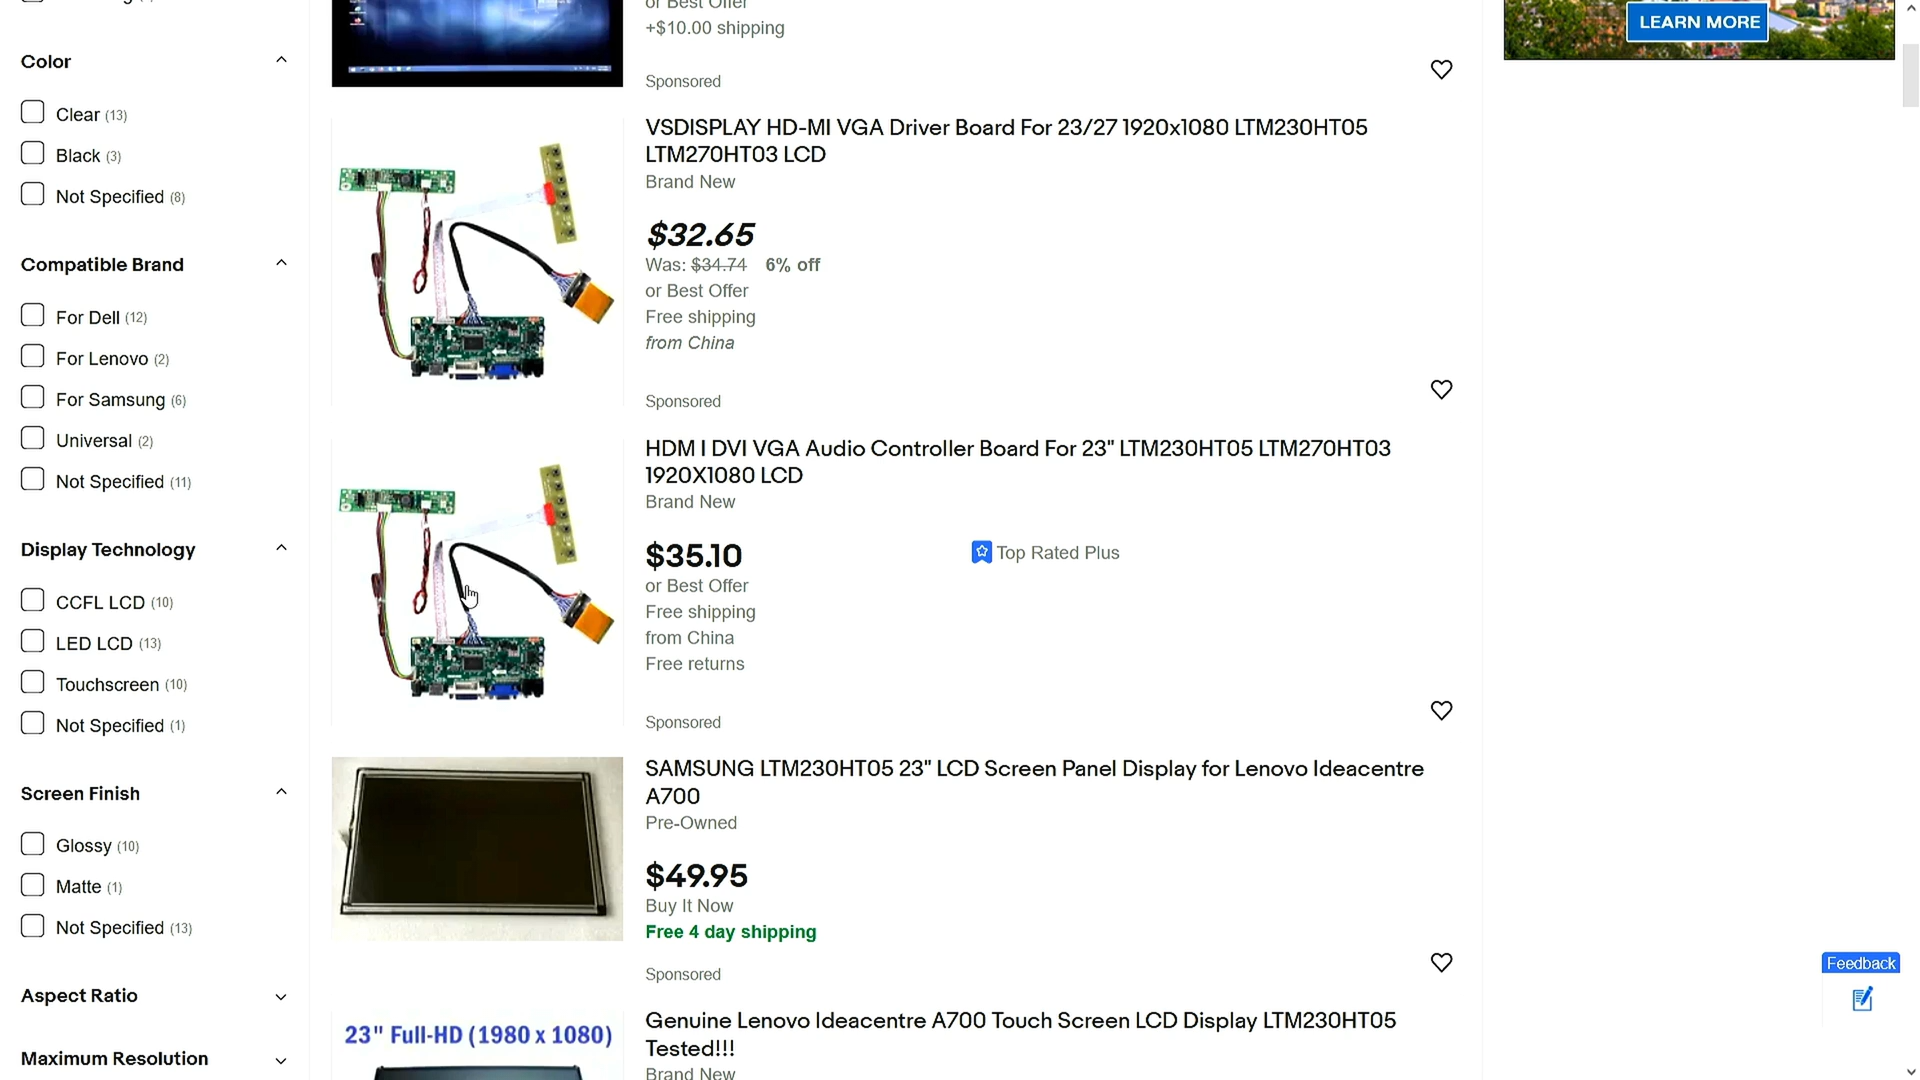 or Best Offer
+$10.00 shipping
Sponsored
LEARN MORE
Color
Clear (13)
Black (3)
Not Specified (8)
Compatible Brand
For Dell (12)
For Lenovo (2)
For Samsung (6)
Universal (2)
Not Specified (11)
Display Technology
CCFL LCD (10)
LED LCD (13)
Touchscreen (10)
Not Specified (1)
Screen Finish
Glossy (10)
Matte (1)
Not Specified (13)
Aspect Ratio
Maximum Resolution
VSDISPLAY HD-MI VGA Driver Board For 23/27 1920x1080 LTM230HT05
LTM270HT03 LCD
Brand New
$32.65
Was: $34.74 6% off
or Best Offer
Free shipping
from China
Sponsored
HDM I DVI VGA Audio Controller Board For 23" LTM230HT05 LTM270HT03
1920X1080 LCD
Brand New
$35.10
Top Rated Plus
or Best Offer
Free shipping
from China
Free returns
Sponsored
SAMSUNG LTM230HT05 23" LCD Screen Panel Display for Lenovo Ideacentre
A700
Pre-Owned
$49.95
Buy It Now
Free 4 day shipping
Sponsored
23" Full-HD (1980 x 1080)
Genuine Lenovo Ideacentre A700 Touch Screen LCD Display LTM230HT05
Tested!!!
Brand New
Feedback